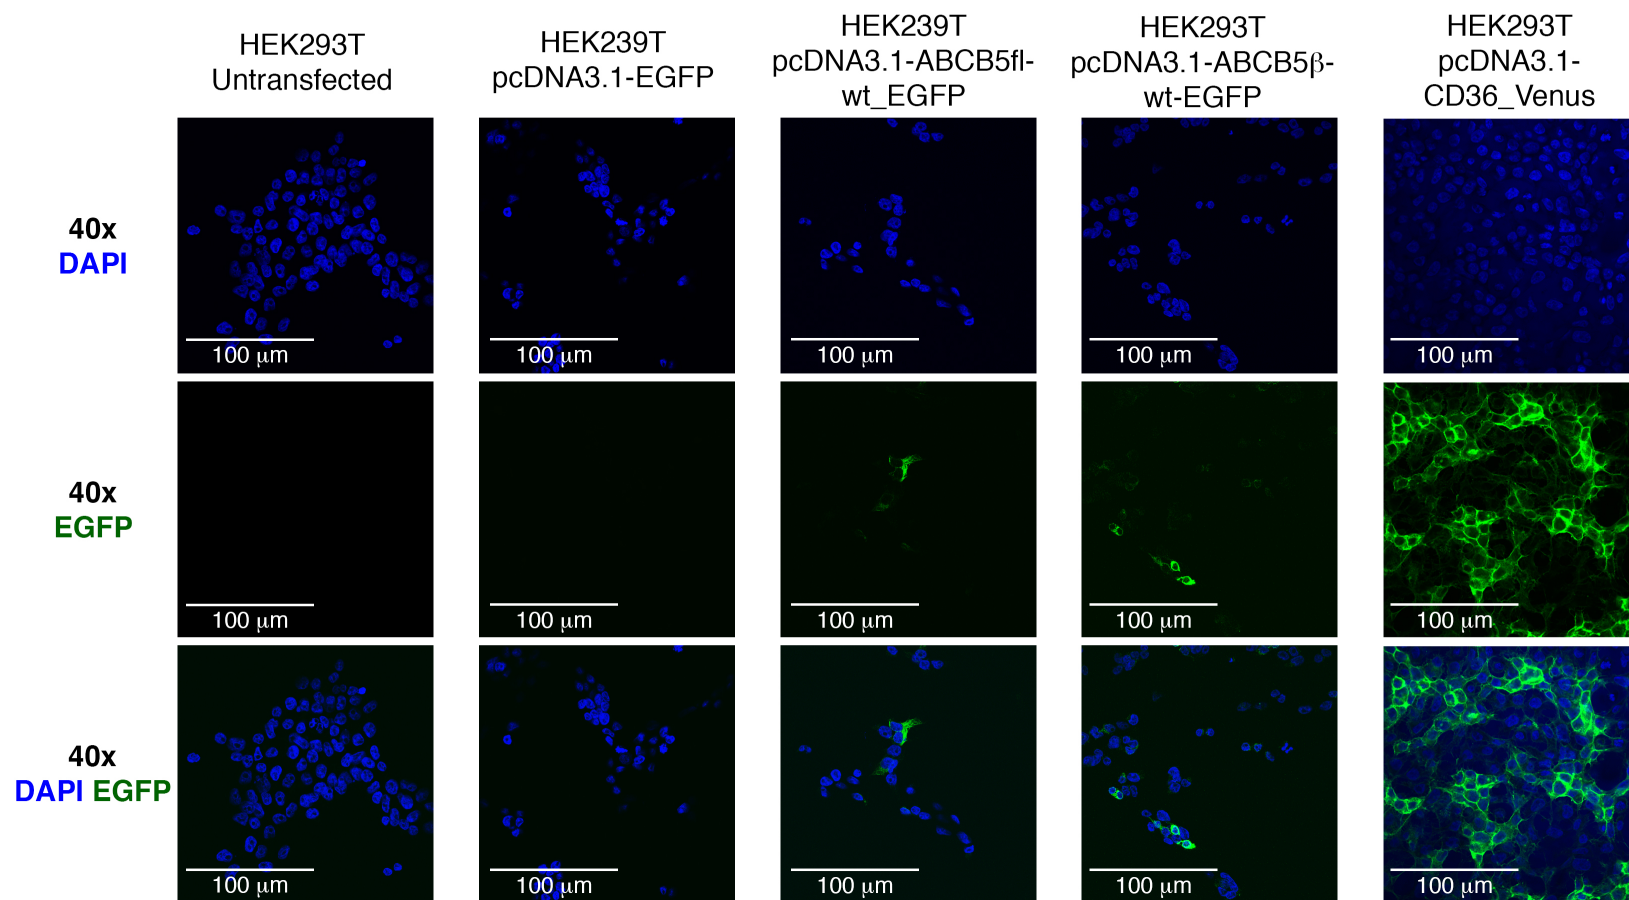 HEK293T
Untransfected
HEK239T
pcDNA3.1-EGFP
HEK239T
pcDNA3.1-ABCB5fl-
wt_EGFP
HEK293T
pcDNA3.1-ABCB5β-
wt-EGFP
HEK293T
pcDNA3.1-
CD36_Venus
40x
DAPI
100 μm
100 μm
100 μm
100 μm
100 μm
40x
EGFP
100 μm
100 μm
100 μm
100 μm
100 μm
40x
DAPI EGFP
100 μm
100 μm
100 μm
100 μm
100 μm